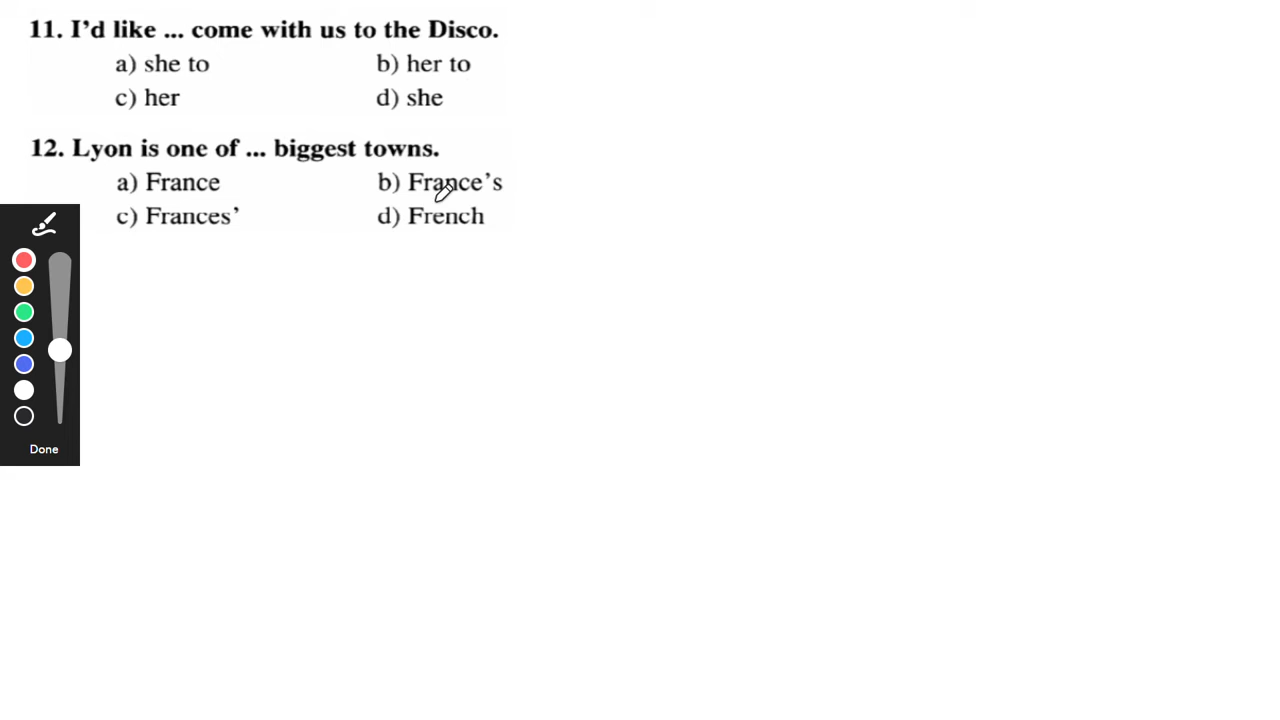 11. I’d like ... come with us to the Disco.
a) she to b) her to
c) her d) she
12. Lyon is one of ... biggest towns.
a) France b) France’s
c) Frances’ d) French
Done